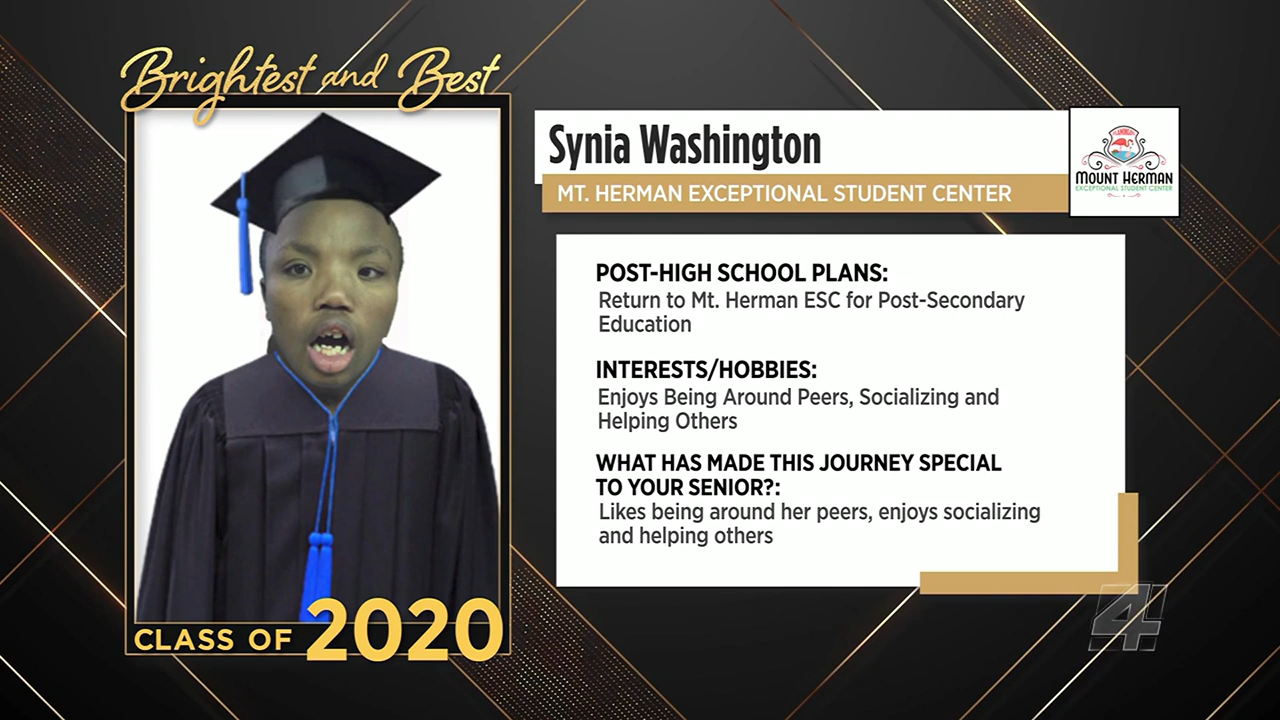 Brightest and Best
CLASS OF 2020
Synia Washington
MT. HERMAN EXCEPTIONAL STUDENT CENTER
MOUNT HERMAN
EXCEPTIONAL STUDENT CENTER
POST-HIGH SCHOOL PLANS:
Return to Mt. Herman ESC for Post-Secondary
Education
INTERESTS/HOBBIES:
Enjoys Being Around Peers, Socializing and
Helping Others
WHAT HAS MADE THIS JOURNEY SPECIAL
TO YOUR SENIOR?:
Likes being around her peers, enjoys socializing
and helping others
4